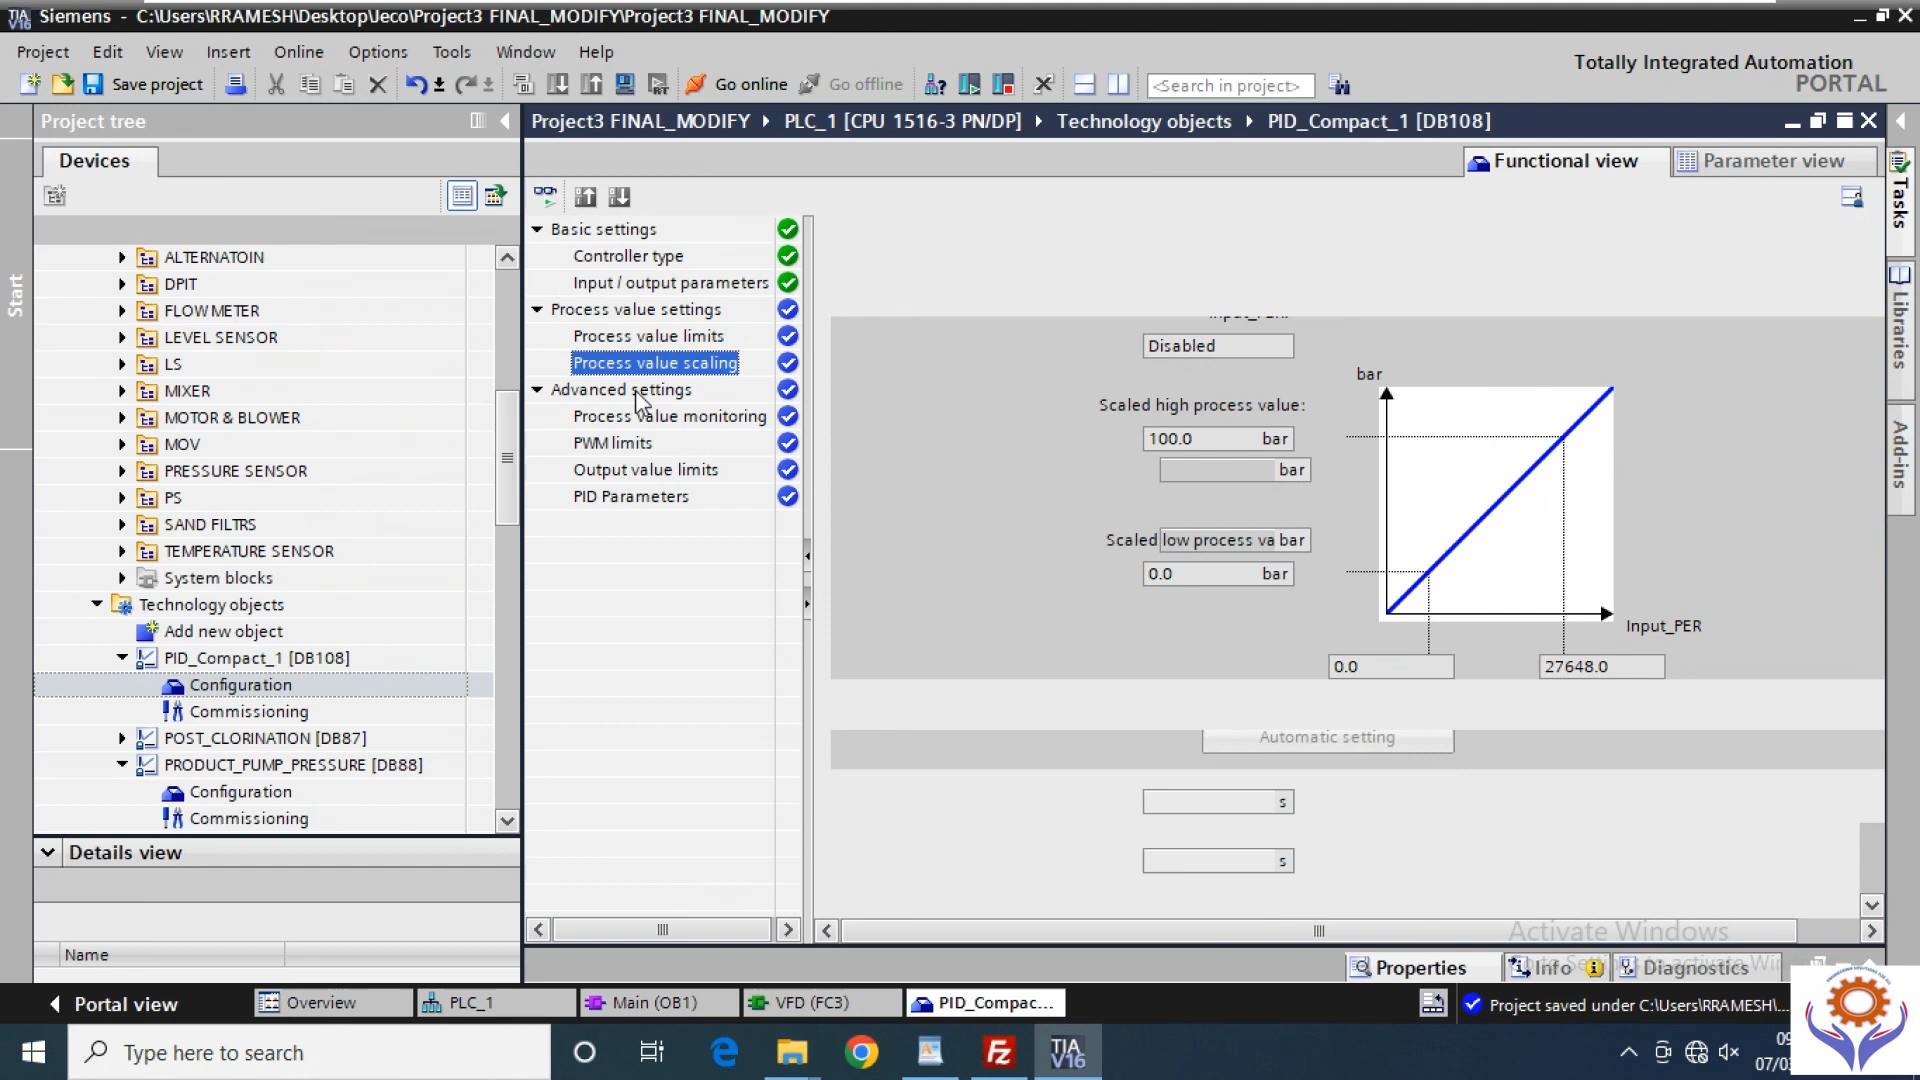 Siemens - C:\Users\RRAMESH\Desktop\Jeco\Project3 FINAL_MODIFY\Project3 FINAL_MODIFY
Project Edit View Insert Online Options Tools Window Help
Totally Integrated Automation
PORTAL
Save project
Go online
Go offline
<Search in project>
Project tree
Project3 FINAL_MODIFY PLC_1 [CPU 1516-3 PN/DP] Technology objects PID_Compact_1 [DB108]
Devices
Functional view
Parameter view
Start
ALTERNATOIN
DPIT
FLOW METER
LEVEL SENSOR
LS
MIXER
MOTOR & BLOWER
MOV
PRESSURE SENSOR
PS
SAND FILTRS
TEMPERATURE SENSOR
System blocks
Technology objects
Add new object
PID_Compact_1 [DB108]
Configuration
Commissioning
POST_CLORINATION [DB87]
PRODUCT_PUMP_PRESSURE [DB88]
Configuration
Commissioning
Details view
Name
Basic settings
Controller type
Input / output parameters
Process value settings
Process value limits
Process value scaling
Advanced settings
Process value monitoring
PWM limits
Output value limits
PID Parameters
Disabled
bar
Scaled high process value:
100.0 bar
bar
Scaled low process va bar
0.0 bar
Input_PER
0.0
27648.0
Automatic setting
s
s
Tasks
Libraries
Add-ins
Activate Windows
Properties
Info
Diagnostics
Portal view
Overview
PLC_1
Main (OB1)
VFD (FC3)
PID_Compac...
Project saved under C:\Users\RRAMESH\...
Type here to search
TIA
V16